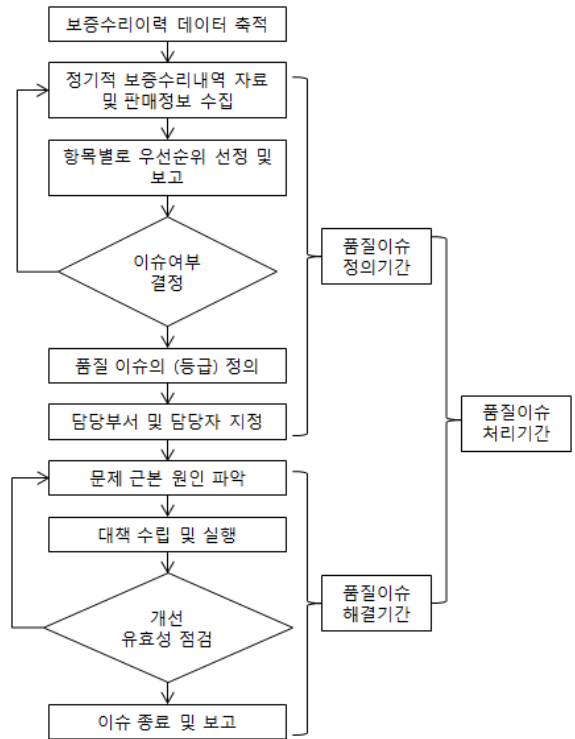 보증수리이력 데이터 축적
정기적 보증수리내역 자료
및 판매정보 수집
항목별로 우선순위 선정 및
보고
이슈여부
결정
품질이슈
정의기간
품질 이슈의 (등급) 정의
담당부서 및 담당자 지정
품질이슈
처리기간
문제 근본 원인 파악
대책 수립 및 실행
개선
유효성 점검
품질이슈
해결기간
이슈 종료 및 보고